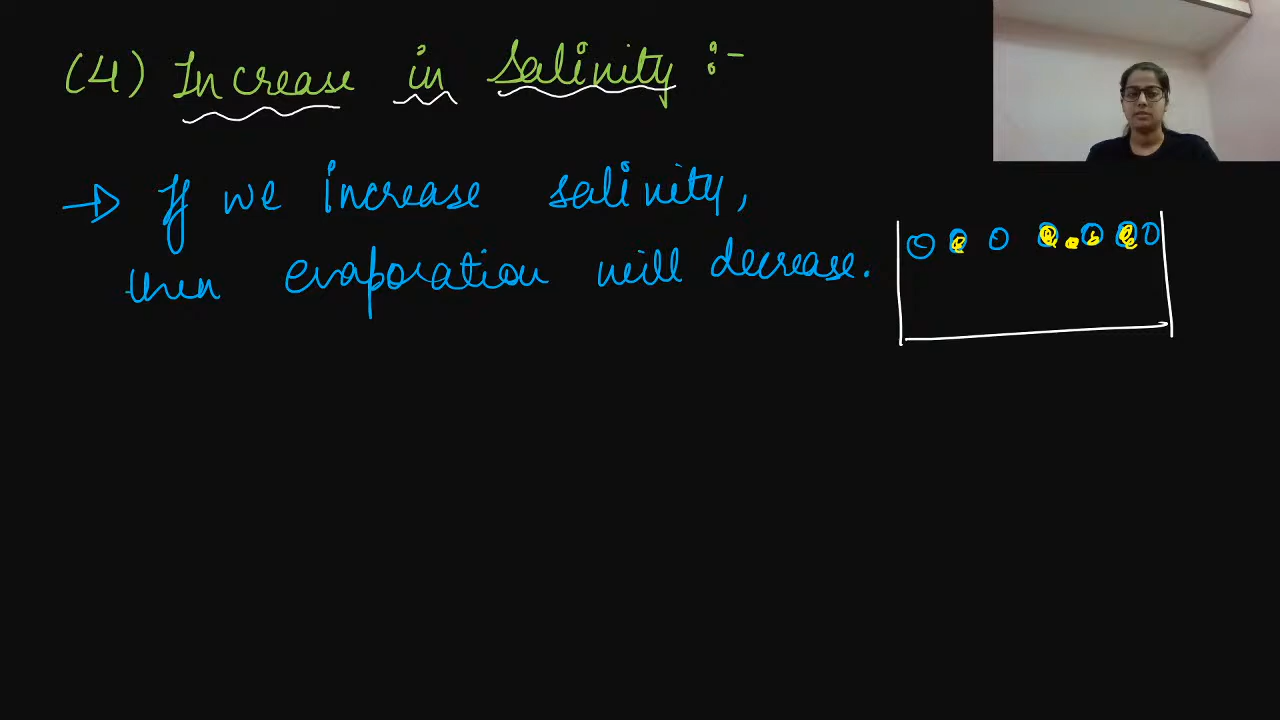 (4) Increase in Salinity :-
→ If we increase salinity,
then evaporation will decrease.